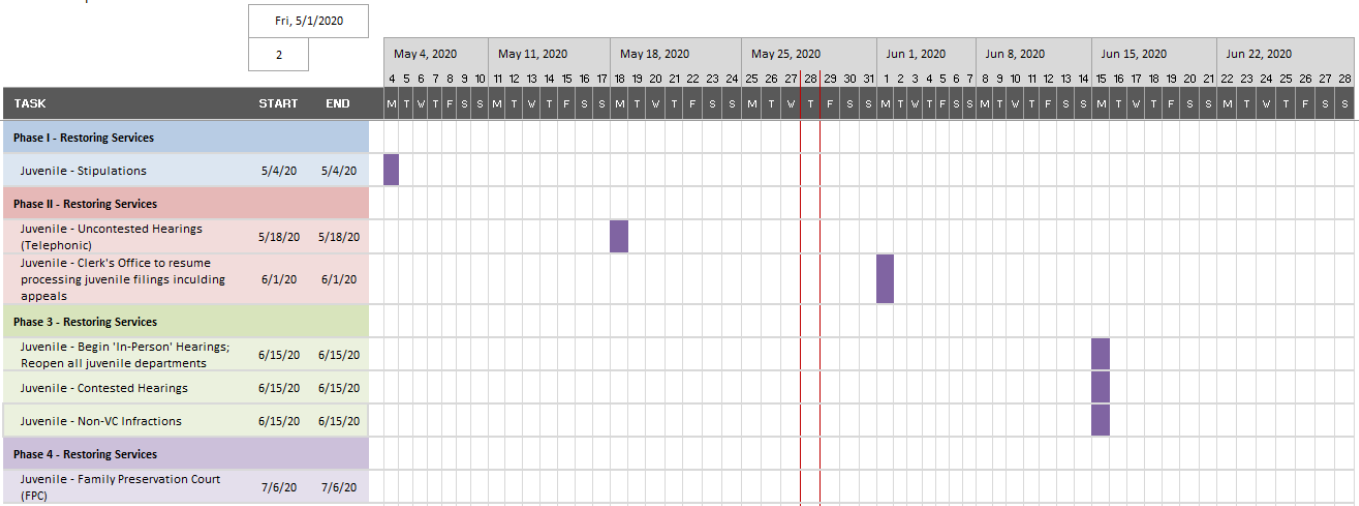 Fri, 5/1/2020
2
May 4, 2020 May 11, 2020 May 18, 2020 May 25, 2020 Jun 1, 2020 Jun 8, 2020 Jun 15, 2020 Jun 22, 2020
4 5 6 7 8 9 10 11 12 13 14 15 16 17 18 19 20 21 22 23 24 25 26 27 28 29 30 31 1 2 3 4 5 6 7 8 9 10 11 12 13 14 15 16 17 18 19 20 21 22 23 24 25 26 27 28
TASK START END M T W T F S S M T W T F S S M T W T F S S M T W T F S S M T W T F S S M T W T F S S M T W T F S S M T W T F S S
Phase I - Restoring Services
Juvenile - Stipulations 5/4/20 5/4/20
Phase II - Restoring Services
Juvenile - Uncontested Hearings
(Telephonic) 5/18/20 5/18/20
Juvenile - Clerk's Office to resume
processing juvenile filings inculding 6/1/20 6/1/20
appeals
Phase 3 - Restoring Services
Juvenile - Begin 'In-Person' Hearings;
Reopen all juvenile departments 6/15/20 6/15/20
Juvenile - Contested Hearings 6/15/20 6/15/20
Juvenile - Non-VC Infractions 6/15/20 6/15/20
Phase 4 - Restoring Services
Juvenile - Family Preservation Court
(FPC) 7/6/20 7/6/20